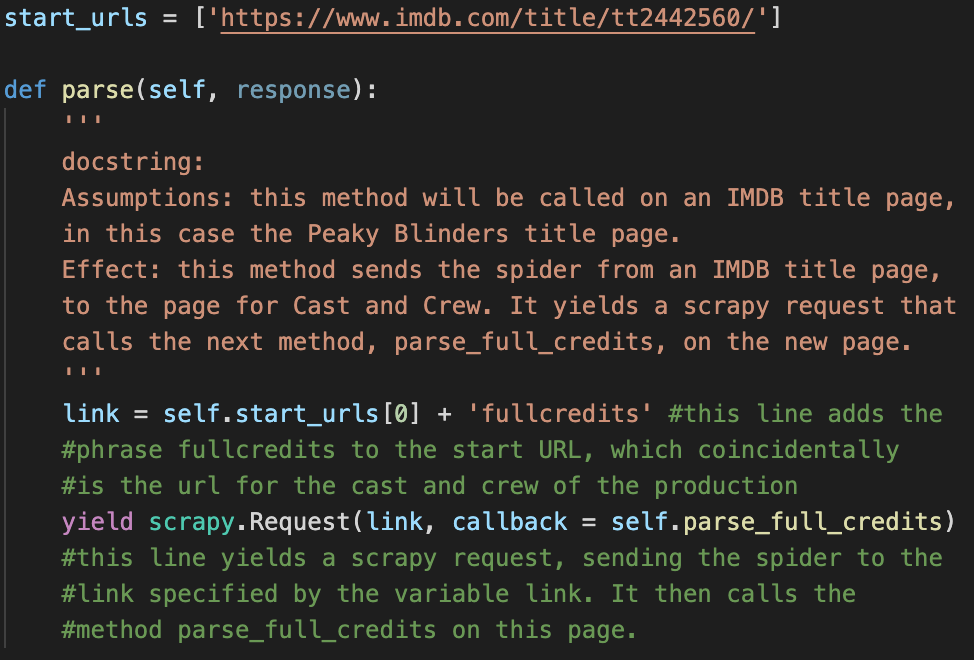 start_urls = ['https://www.imdb.com/title/tt2442560/']
def parse(self, response):
'''
docstring:
Assumptions: this method will be called on an IMDB title page,
in this case the Peaky Blinders title page.
Effect: this method sends the spider from an IMDB title page,
to the page for Cast and Crew. It yields a scrapy request that
calls the next method, parse_full_credits, on the new page.
'''
link = self.start_urls[0] + 'fullcredits' #this line adds the
#phrase fullcredits to the start URL, which coincidentally
#is the url for the cast and crew of the production
yield scrapy.Request(link, callback = self.parse_full_credits)
#this line yields a scrapy request, sending the spider to the
#link specified by the variable link. It then calls the
#method parse_full_credits on this page.